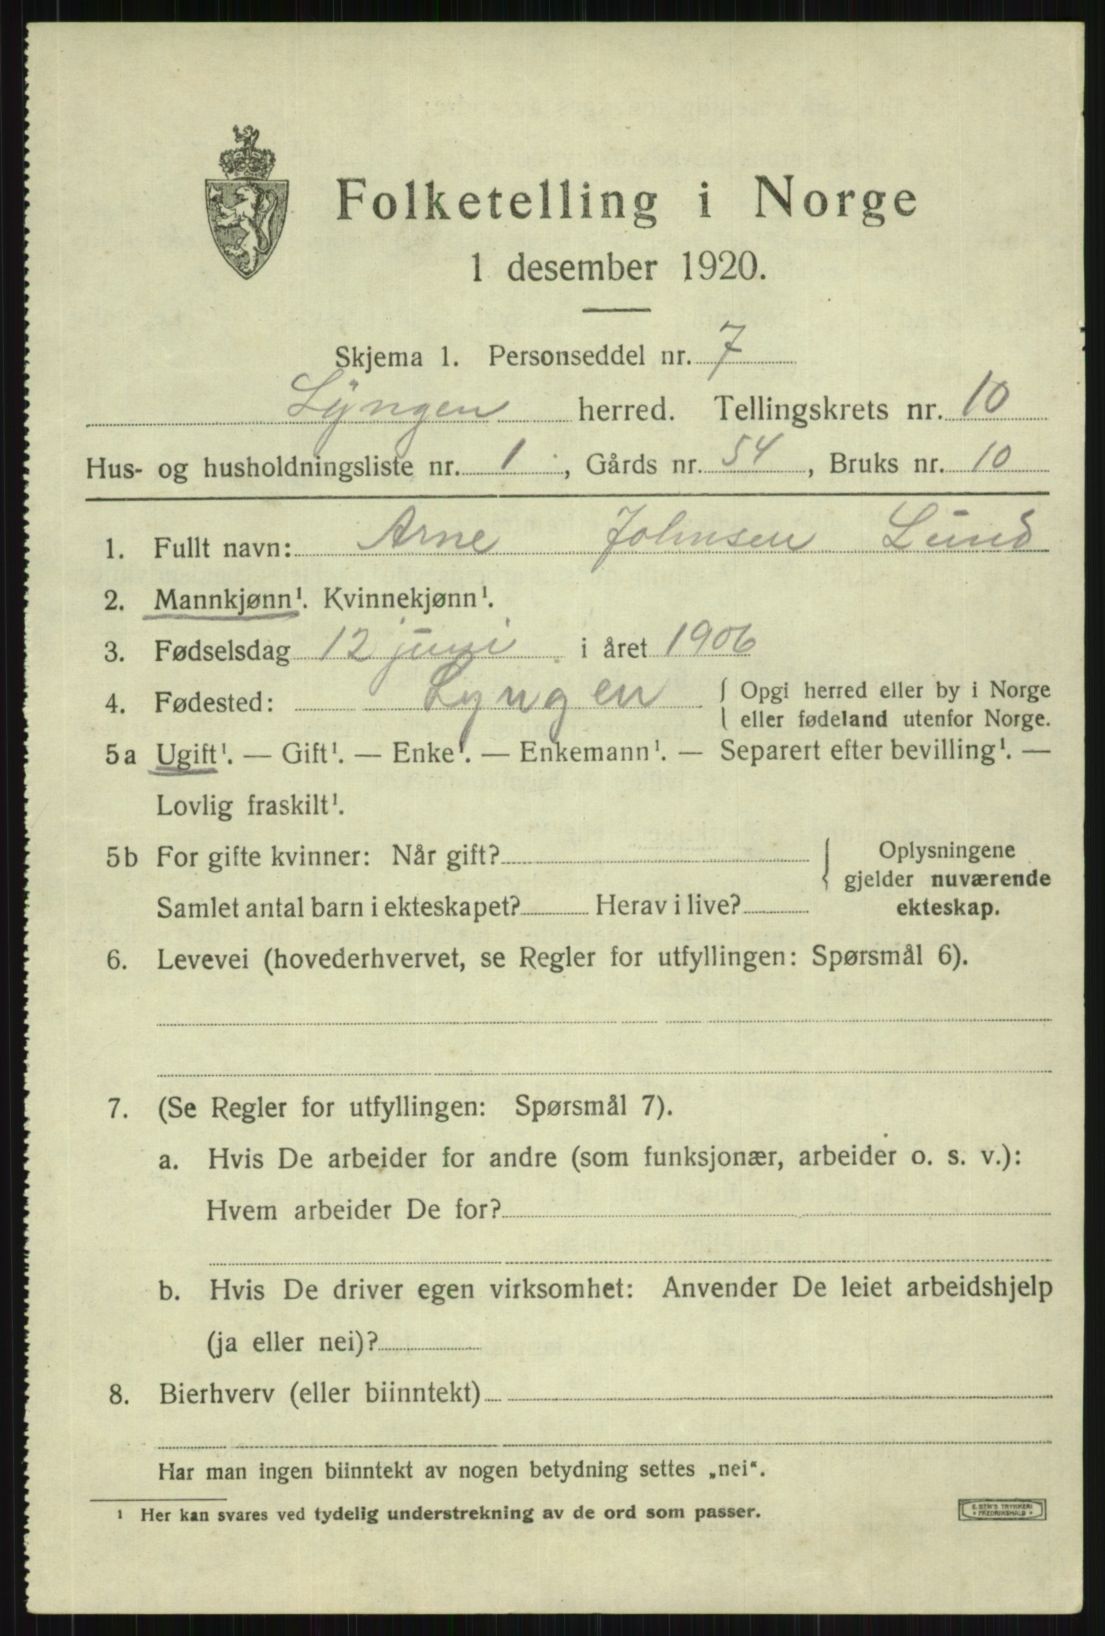 Folketelling i Norge
1 desember 1920.
Skjema 1. Personseddel nr. 7
Lyngen herred. Tellingskrets nr. 10
Hus- og husholdningsliste nr. 1, Gårds nr. 54, Bruks nr. 10
1. Fullt navn: Arne Johnsen Lund
2. Mannkjønn¹. Kvinnekjønn¹.
3. Fødselsdag 12 juni i året 1906
4. Fødested: Lyngen { Opgi herred eller by i Norge
eller fødeland utenfor Norge.
5a Ugift¹. — Gift¹. — Enke¹. — Enkemann¹. — Separert efter bevilling¹. —
Lovlig fraskilt¹.
5b For gifte kvinner: Når gift? { Oplysningene
gjelder nuværende
Samlet antal barn i ekteskapet? Herav i live? ekteskap.
6. Levevei (hovederhvervet, se Regler for utfyllingen: Spørsmål 6).
7. (Se Regler for utfyllingen: Spørsmål 7).
a. Hvis De arbeider for andre (som funksjonær, arbeider o. s. v.):
Hvem arbeider De for?
b. Hvis De driver egen virksomhet: Anvender De leiet arbeidshjelp
(ja eller nei)?
8. Bierhverv (eller biinntekt)
Har man ingen biinntekt av nogen betydning settes „nei“.
¹ Her kan svares ved tydelig understrekning av de ord som passer.